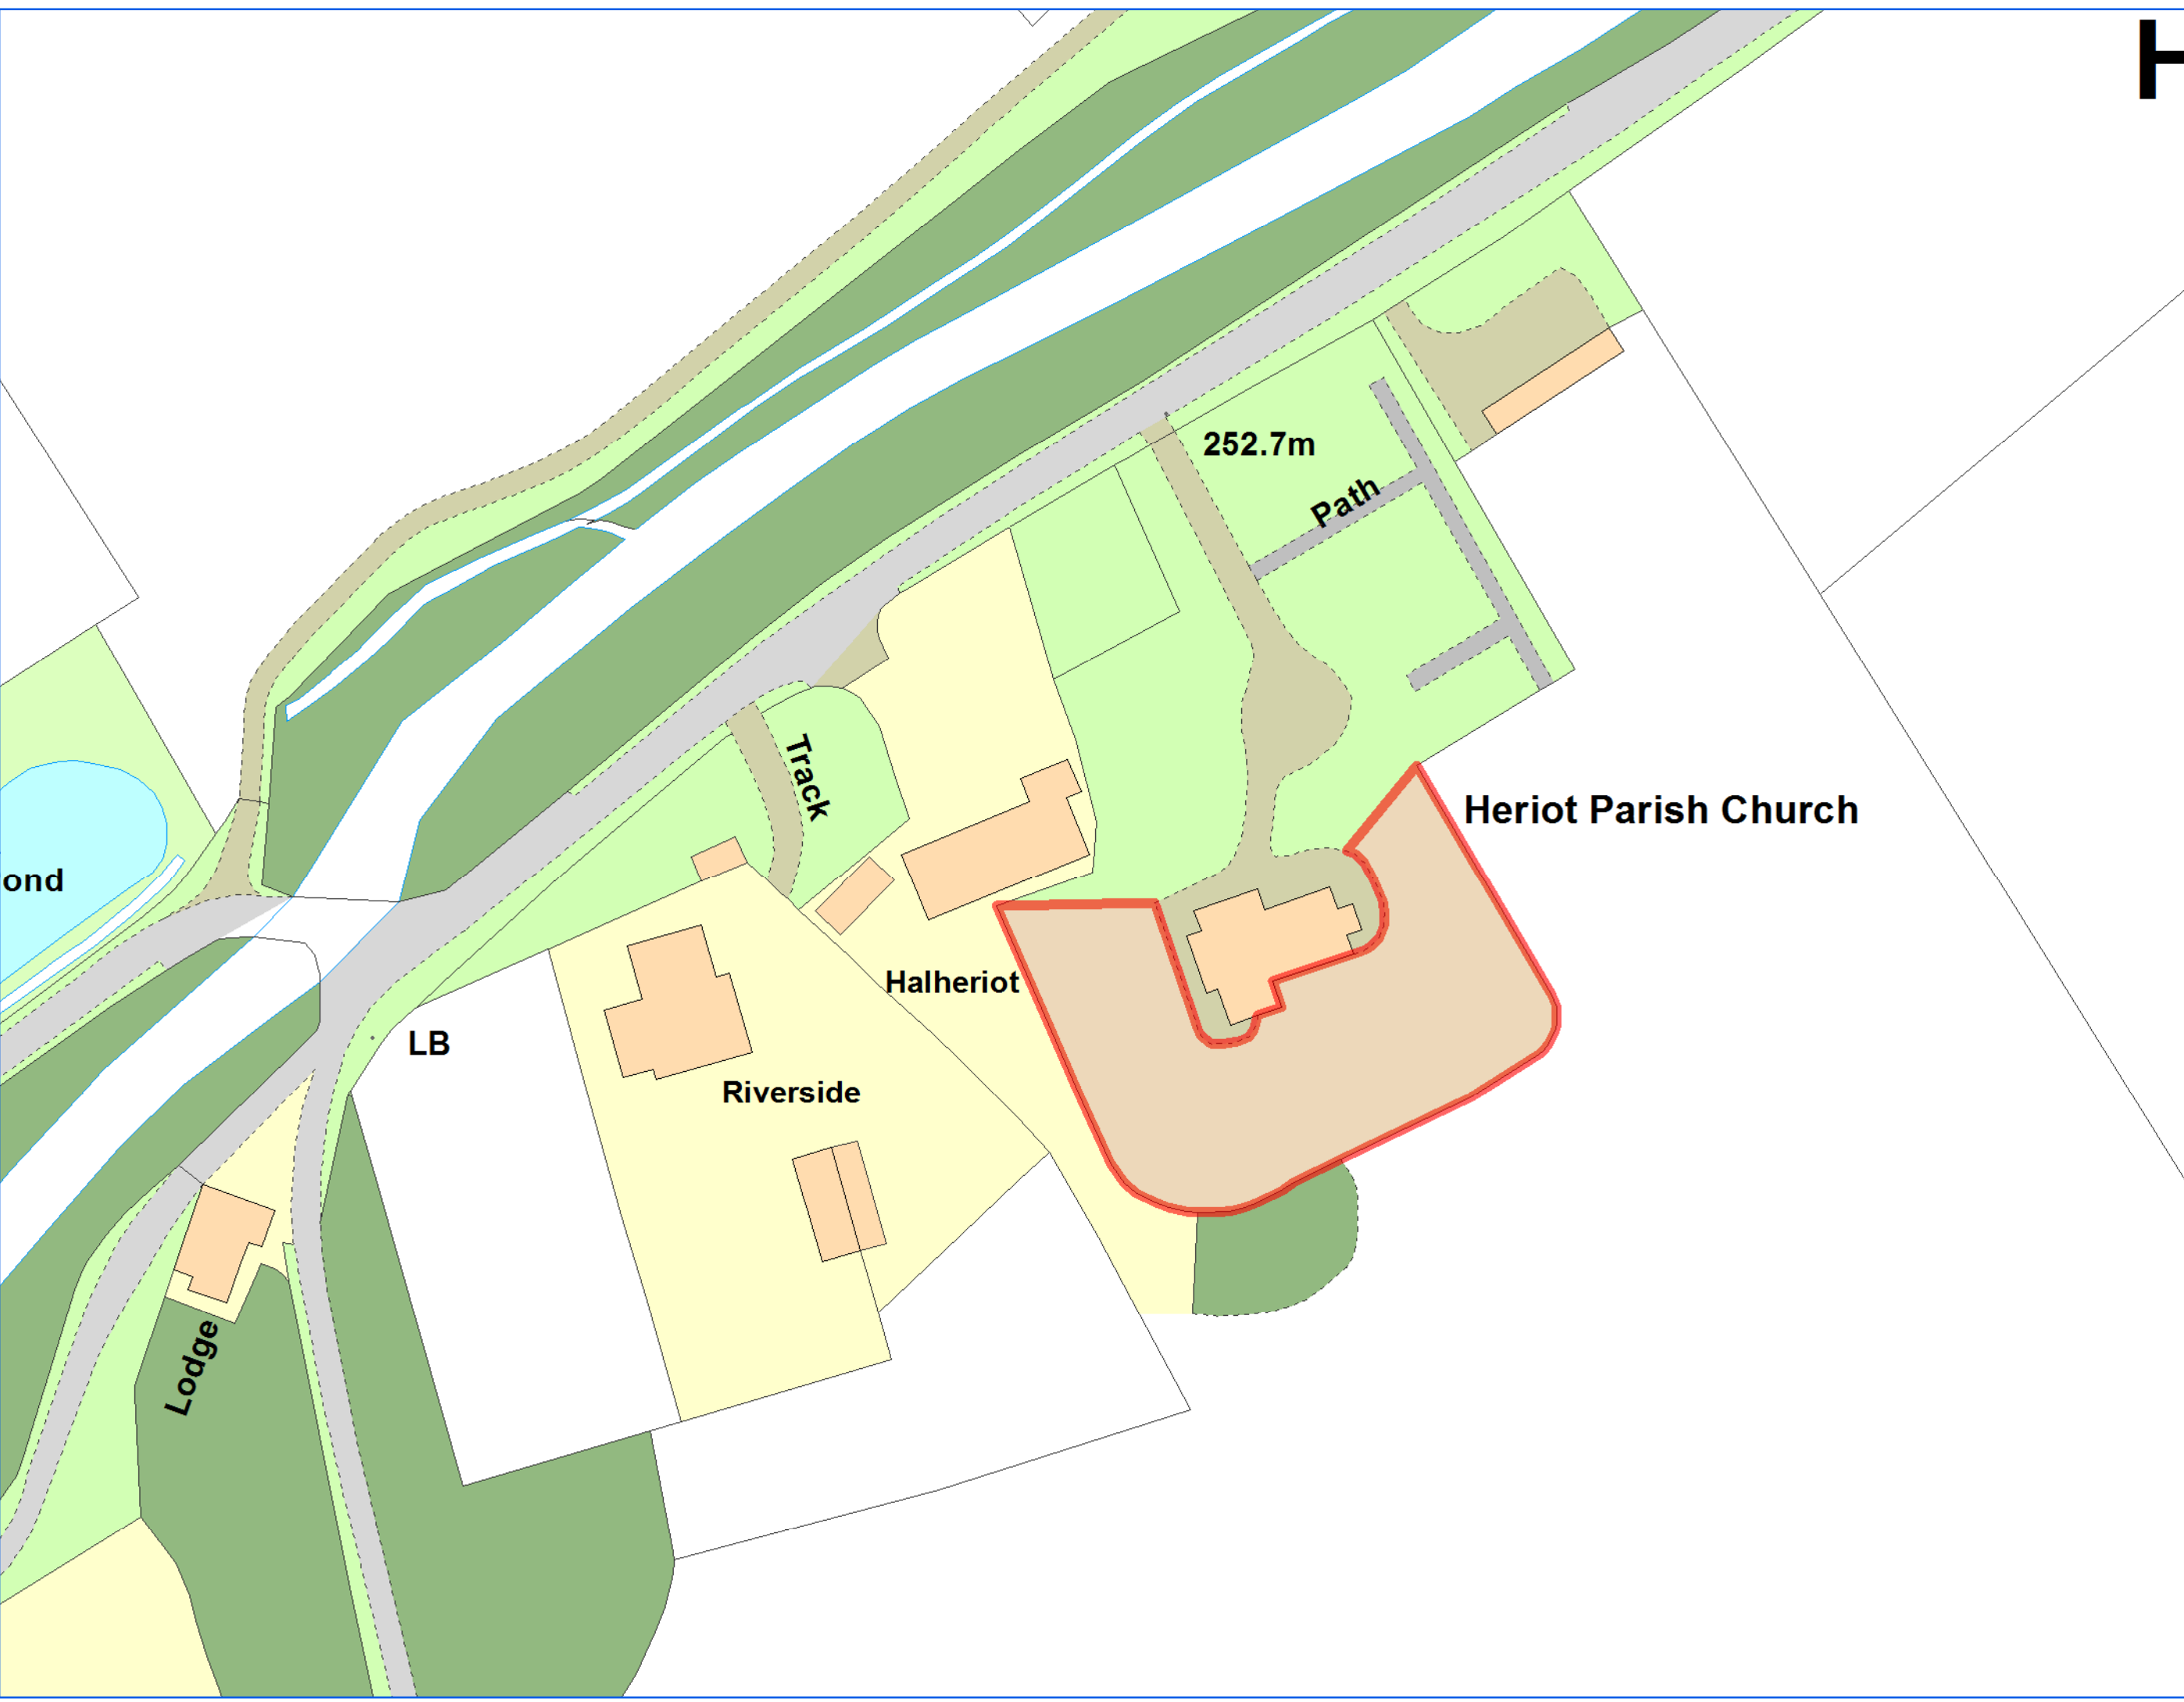 H
252.7m
Path
Track
Heriot Parish Church
ond
Halheriot
LB
Riverside
Lodge